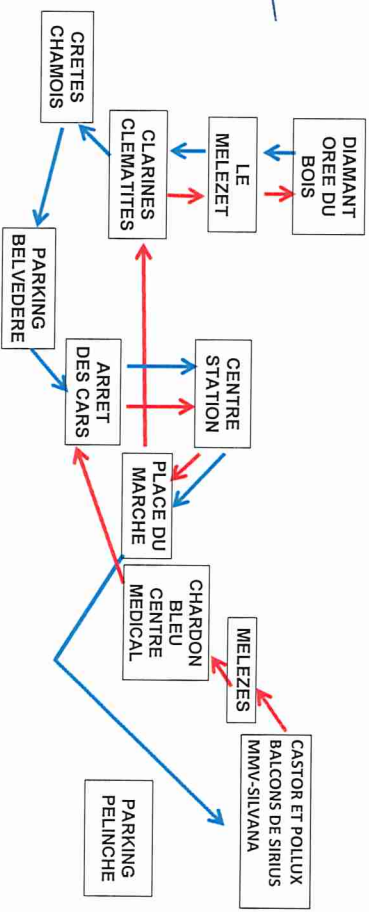 DIAMANT
OREE DU
BOIS
LE
MELEZET
CLARINES
CLEMATITES
CRETES
CHAMOIS
PARKING
BELVEDERE
ARRET
DES CARS
CENTRE
STATION
PLACE DU
MARCHE
CHARDON
BLEU
CENTRE
MEDICAL
MELEZES
CASTOR ET POLLUX
BALCONS DE SIRIUS
MMV-SILVANA
PARKING
PELINCHE